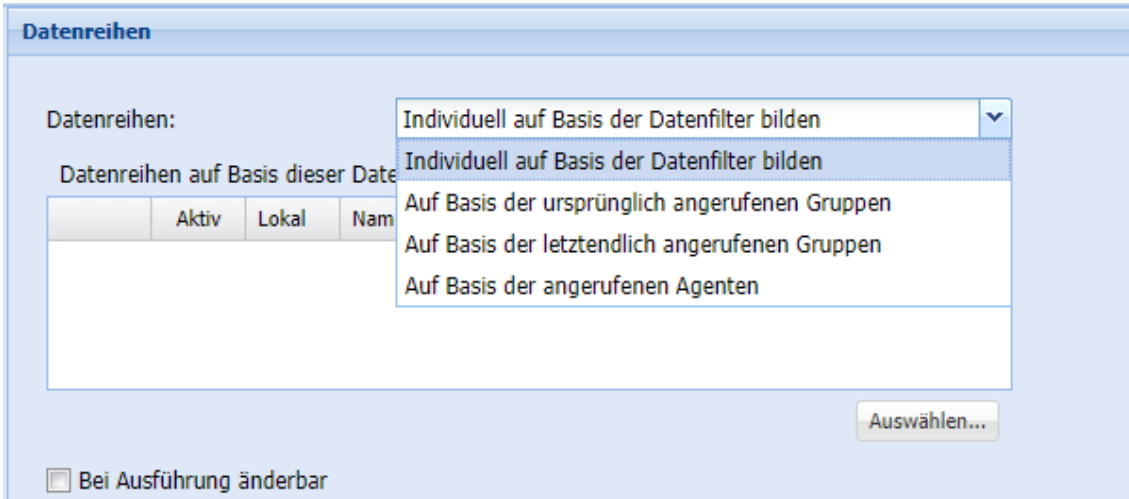 Datenreihen
Datenreihen:
Individuell auf Basis der Datenfilter bilden
Individuell auf Basis der Datenfilter bilden
Auf Basis der ursprünglich angerufenen Gruppen
Auf Basis der letztendlich angerufenen Gruppen
Auf Basis der angerufenen Agenten
Datenreihen auf Basis dieser Date
Aktiv Lokal Nam
Auswählen...
Bei Ausführung änderbar